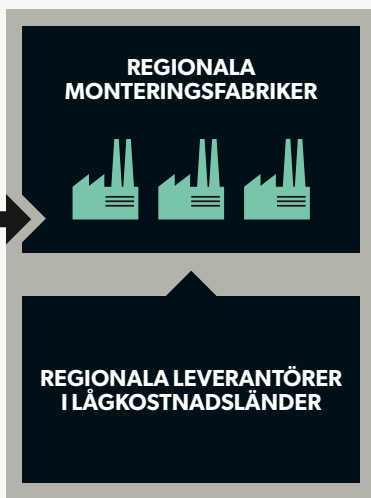 REGIONALA
MONTERINGSFABRIKER
REGIONALA LEVERANTÖRER
I LÅGKOSTNADSLÄNDER